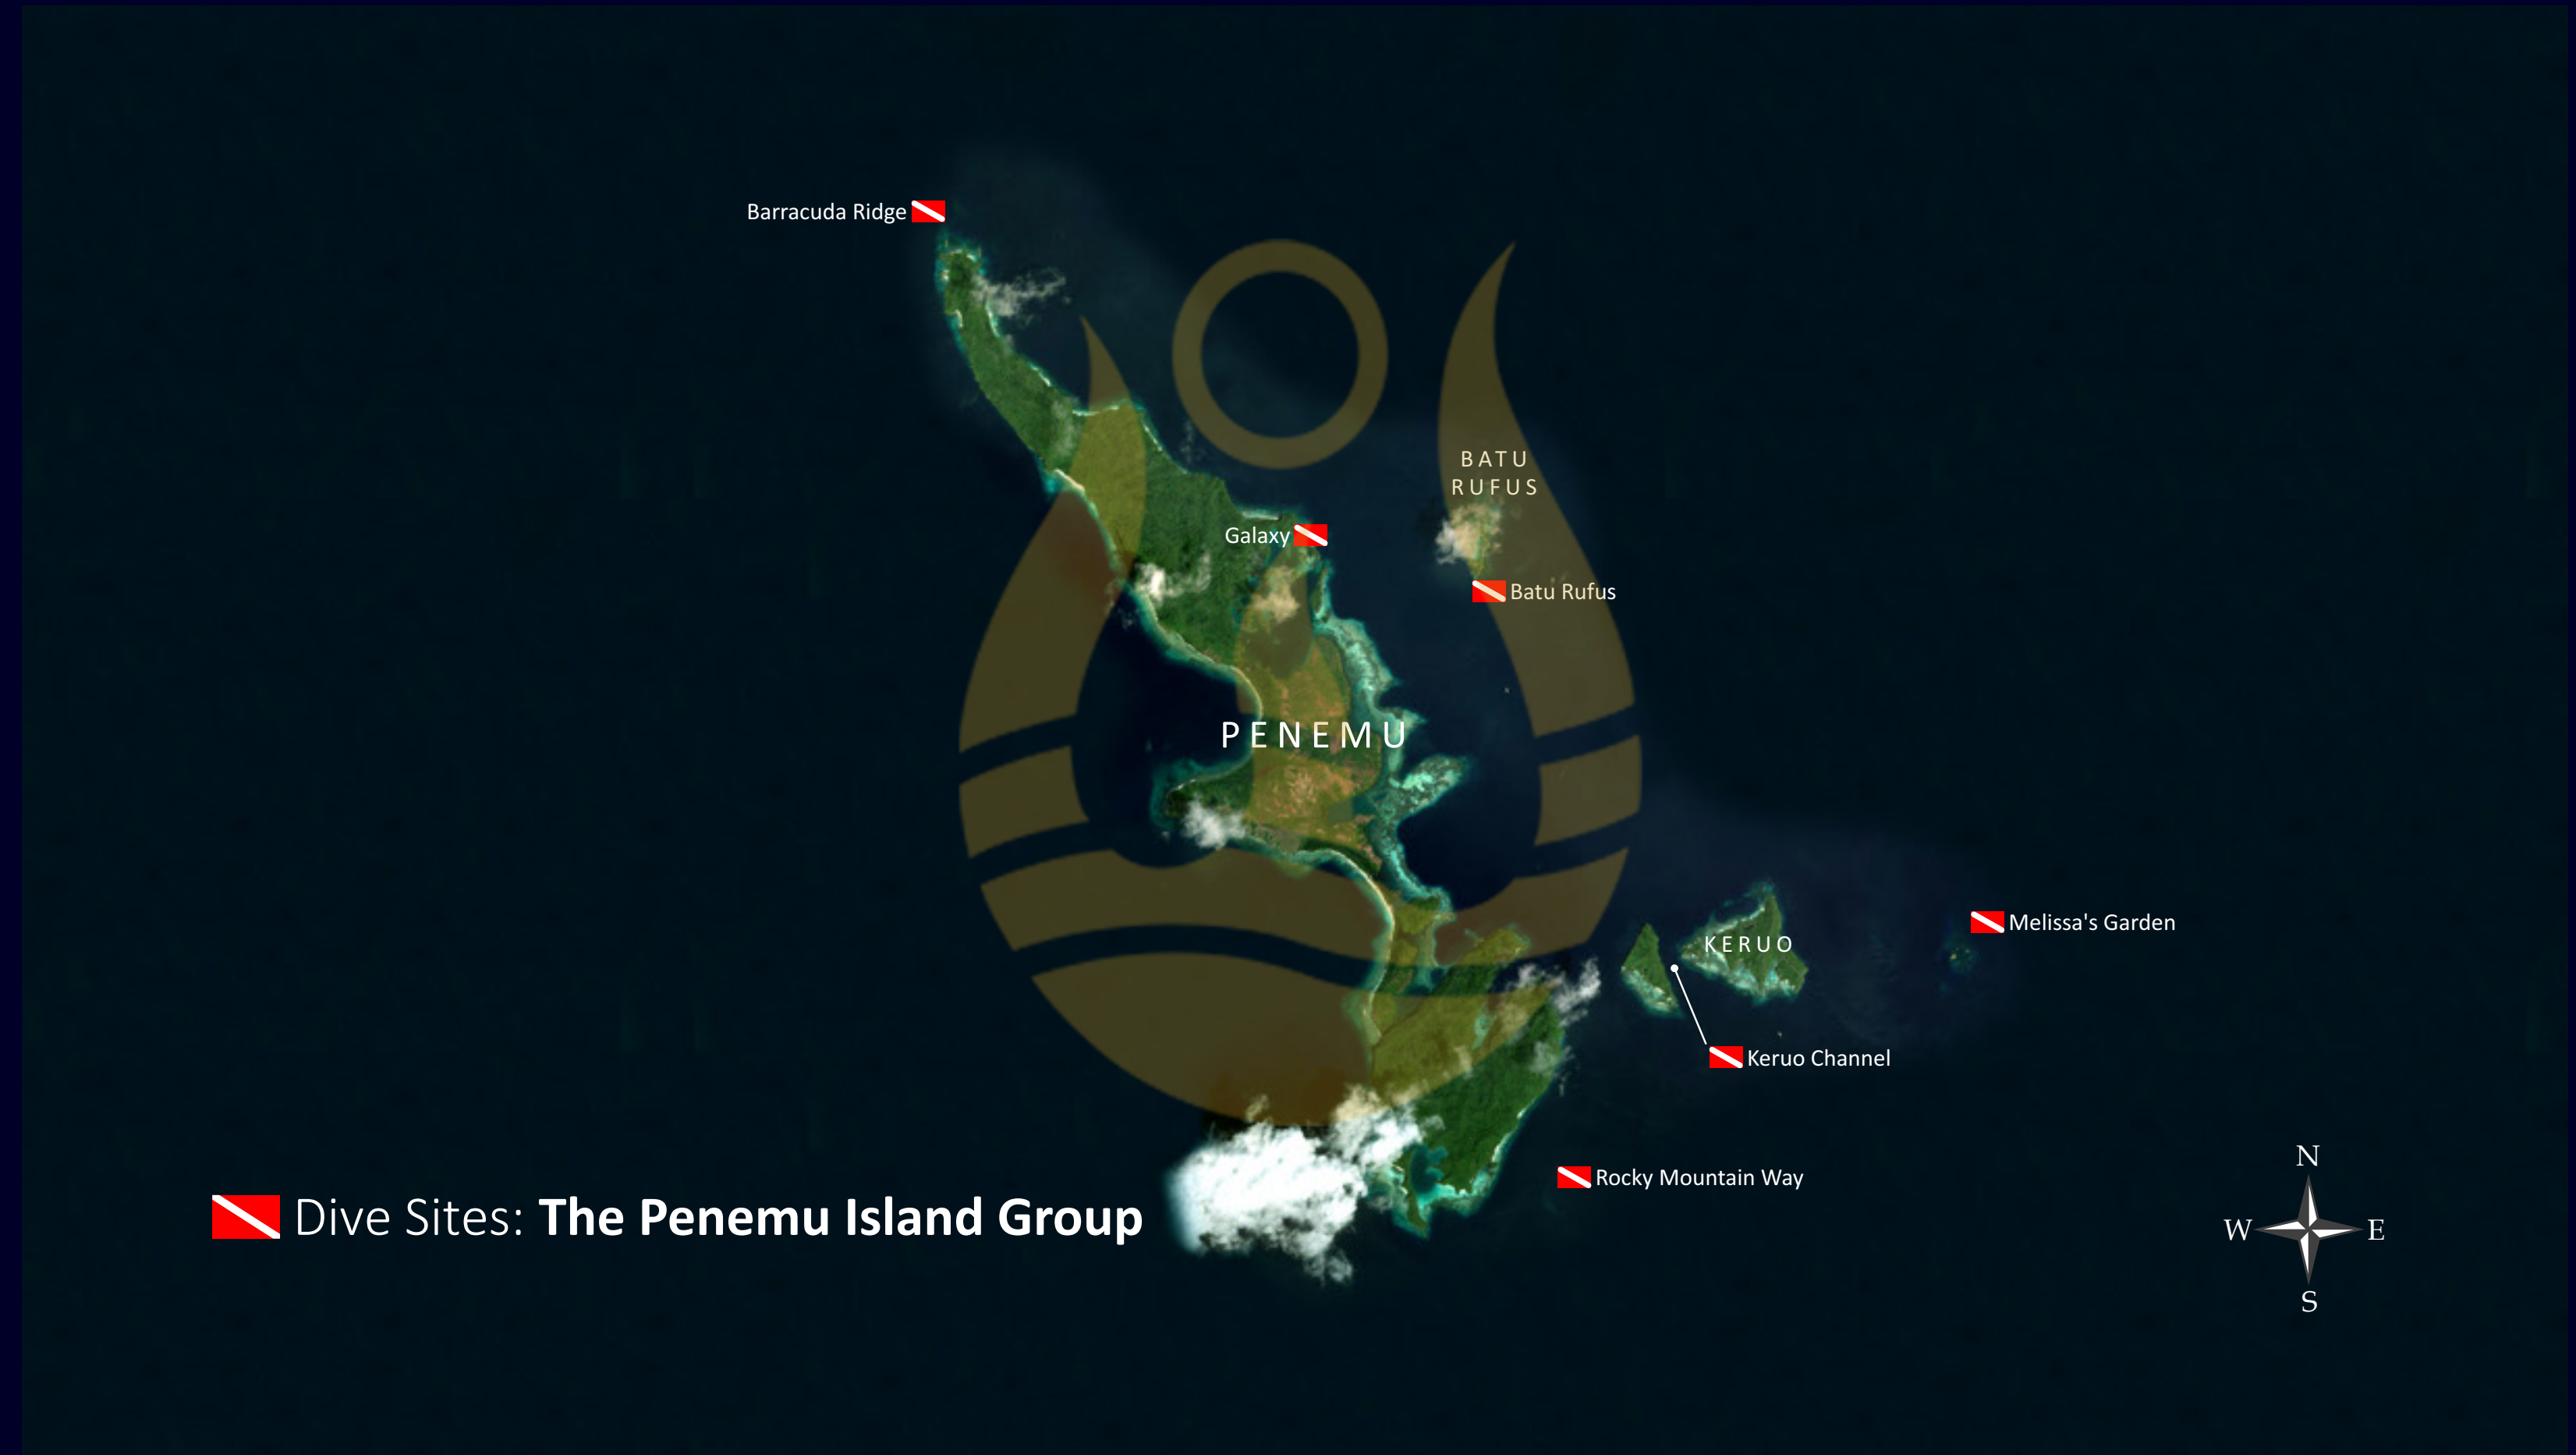 Barracuda Ridge
BATU
RUFUS
Galaxy
Batu Rufus
PENEMU
Melissa's Garden
KERUO
Keruo Channel
Rocky Mountain Way
Dive Sites: The Penemu Island Group
N
W E
S